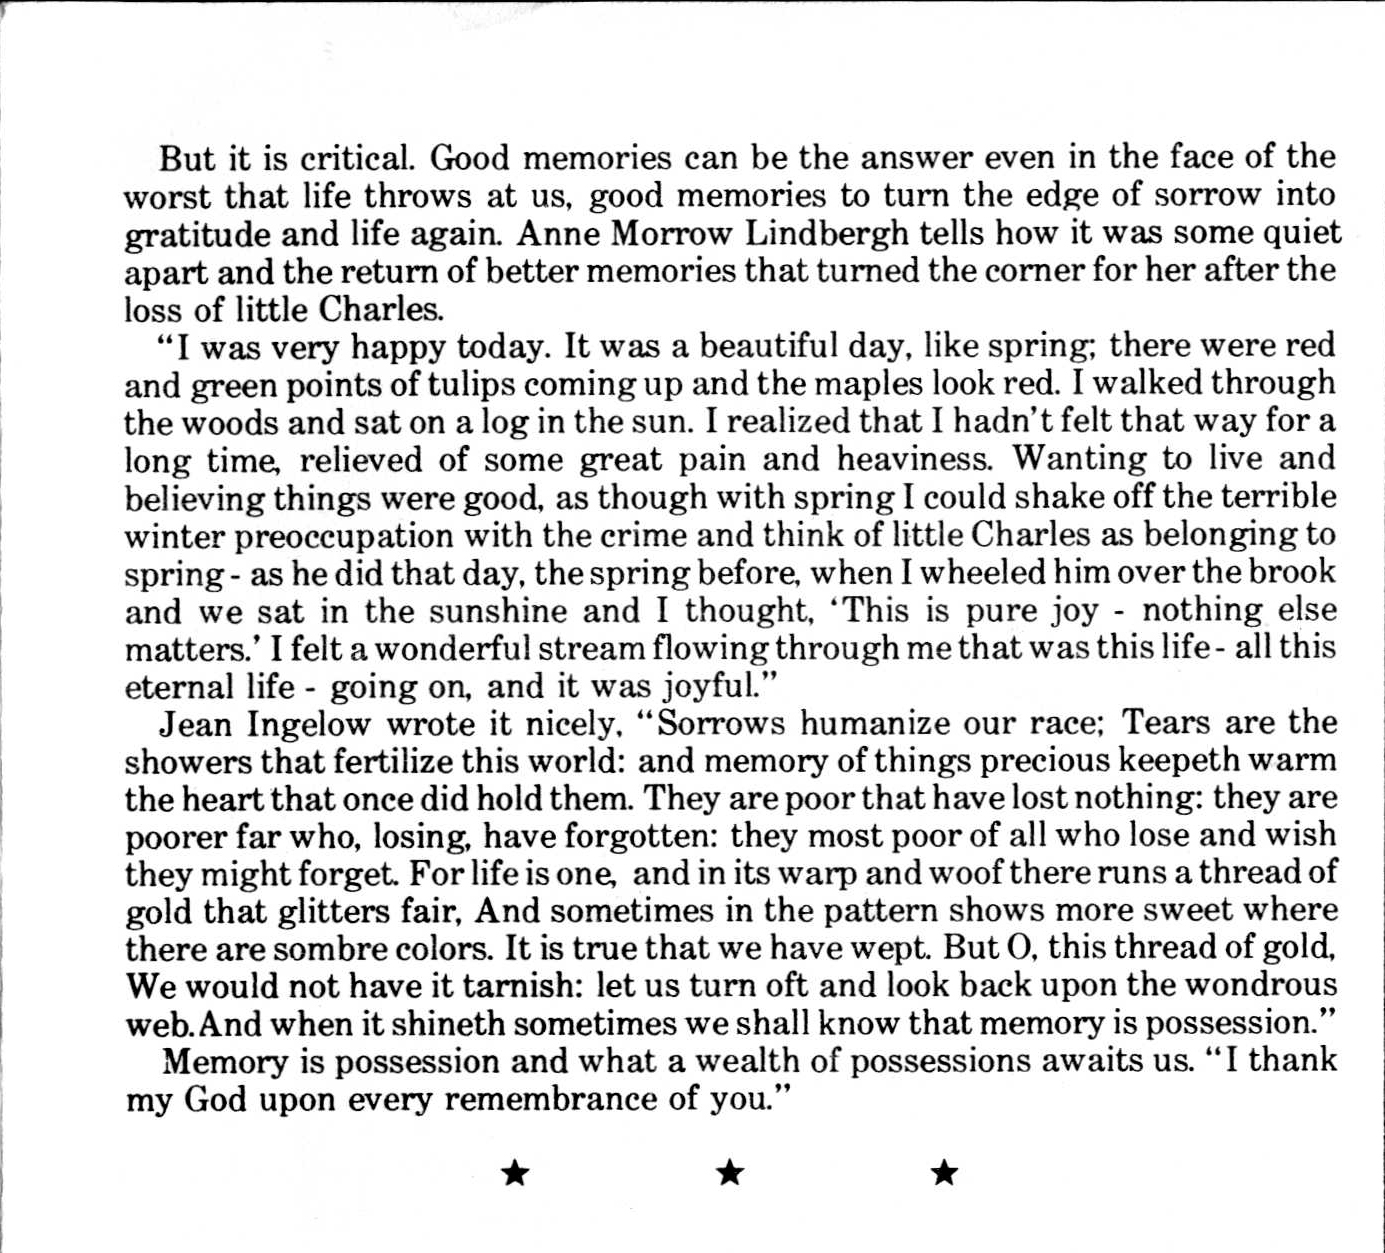 But it is critical. Good memories can be the answer even in the face of the
worst that life throws at us, good memories to turn the edge of sorrow into
gratitude and life again. Anne Morrow Lindbergh tells how it was some quiet
apart and the return of better memories that turned the corner for her after the
loss of little Charles.
“I was very happy today. It was a beautiful day, like spring; there were red
and green points of tulips coming up and the maples look red. I walked through
the woods and sat on a log in the sun. I realized that I hadn’t felt that way for a
long time, relieved of some great pain and heaviness. Wanting to live and
believing things were good, as though with spring I could shake off the terrible
winter preoccupation with the crime and think of little Charles as belonging to
spring - as he did that day, the spring before, when I wheeled him over the brook
and we sat in the sunshine and I thought, ‘This is pure joy - nothing else
matters.’ I felt a wonderful stream flowing through me that was this life - all this
eternal life - going on, and it was joyful.”
Jean Ingelow wrote it nicely, “Sorrows humanize our race; Tears are the
showers that fertilize this world: and memory of things precious keepeth warm
the heart that once did hold them. They are poor that have lost nothing: they are
poorer far who, losing, have forgotten: they most poor of all who lose and wish
they might forget. For life is one, and in its warp and woof there runs a thread of
gold that glitters fair, And sometimes in the pattern shows more sweet where
there are sombre colors. It is true that we have wept. But O, this thread of gold,
We would not have it tarnish: let us turn oft and look back upon the wondrous
web. And when it shineth sometimes we shall know that memory is possession.”
Memory is possession and what a wealth of possessions awaits us. “I thank
my God upon every remembrance of you.”
★ ★ ★